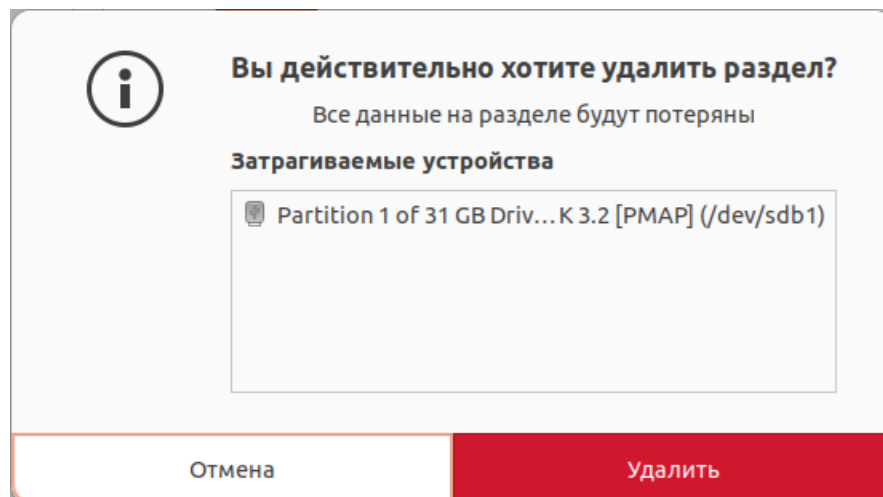 Вы действительно хотите удалить раздел?
Все данные на разделе будут потеряны
Затрагиваемые устройства
Partition 1 of 31 GB Driv…K 3.2 [PMAP] (/dev/sdb1)
Отмена
Удалить